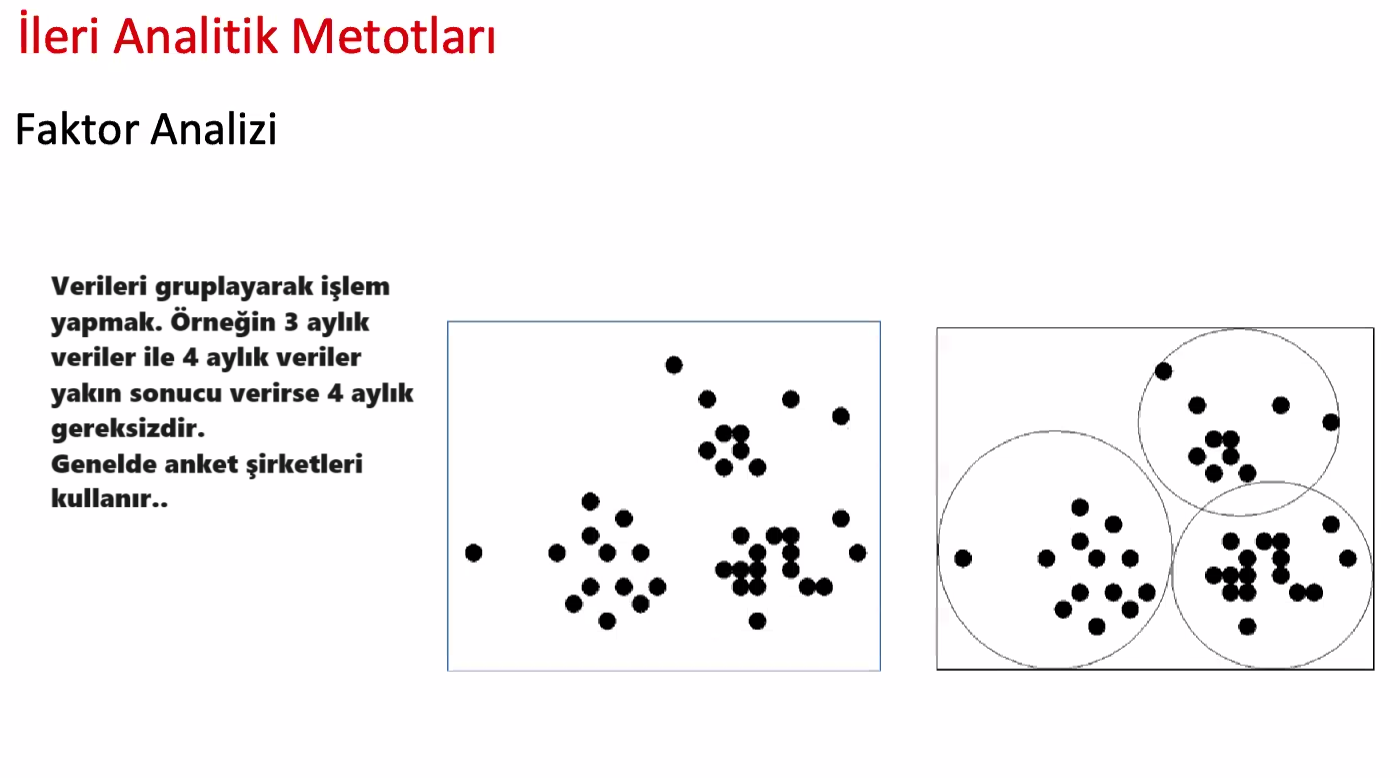 İleri Analitik Metotları
Faktor Analizi
Verileri gruplayarak işlem
yapmak. Örneğin 3 aylık
veriler ile 4 aylık veriler
yakın sonucu verirse 4 aylık
gereksizdir.
Genelde anket şirketleri
kullanır..